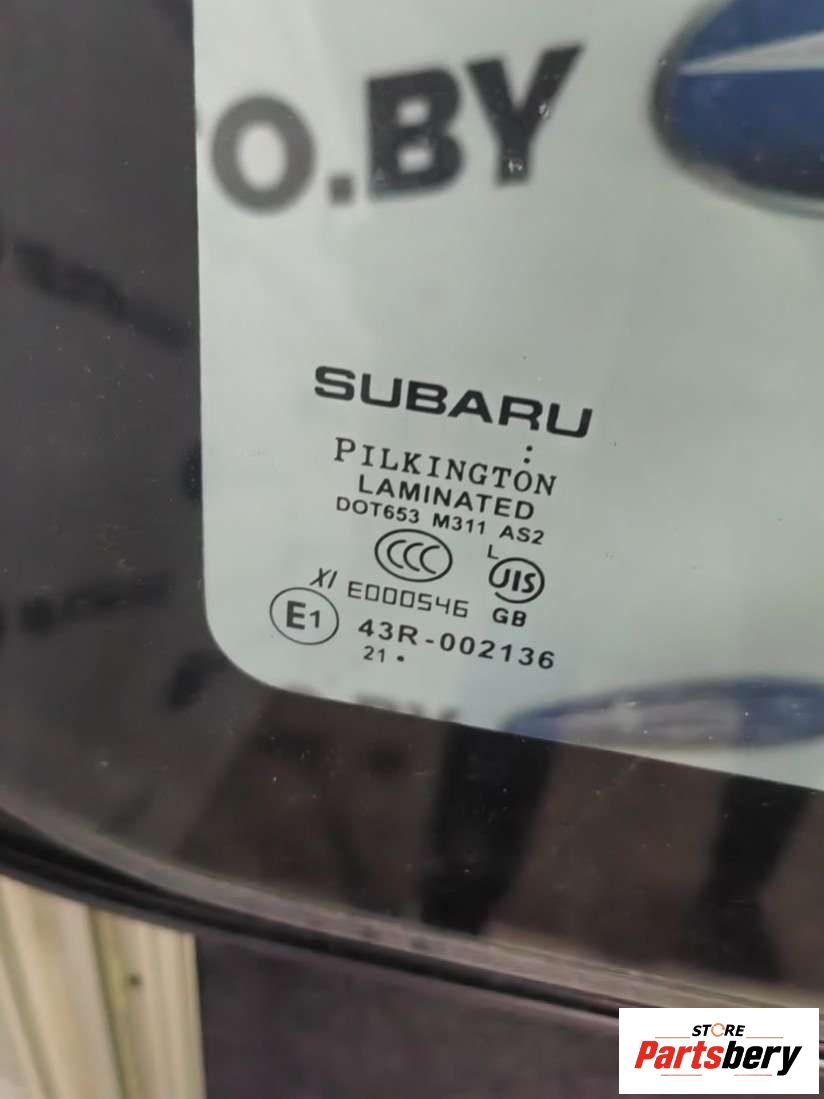 O.BY
SUBARU
PILKINGTON
LAMINATED
DOT653 M311 AS2
CCC
L
JIS
GB
XI E000546
E1
43R-002136
21 •
STORE
Partsbery